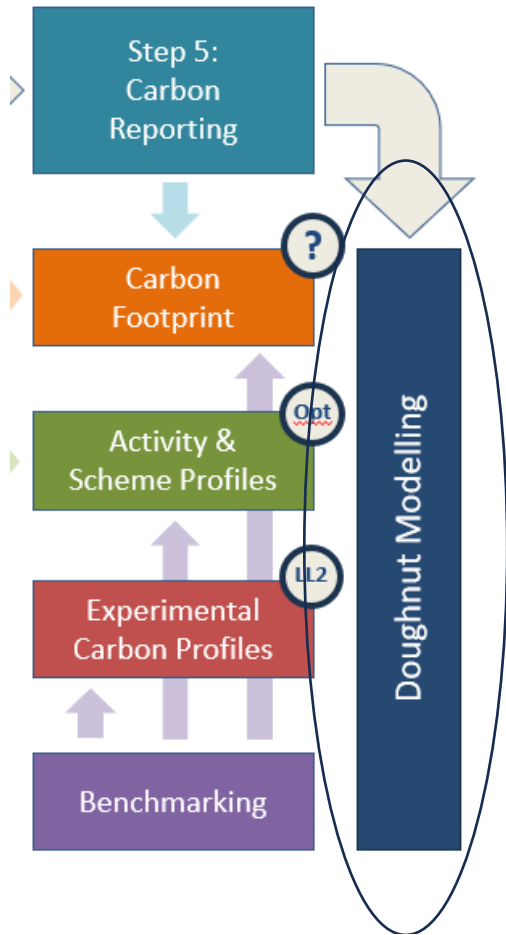 Step 5:
Carbon
Reporting
?
Carbon
Footprint
Opt
Activity &
Scheme Profiles
LL2
Experimental
Carbon Profiles
Benchmarking
Doughnut Modelling